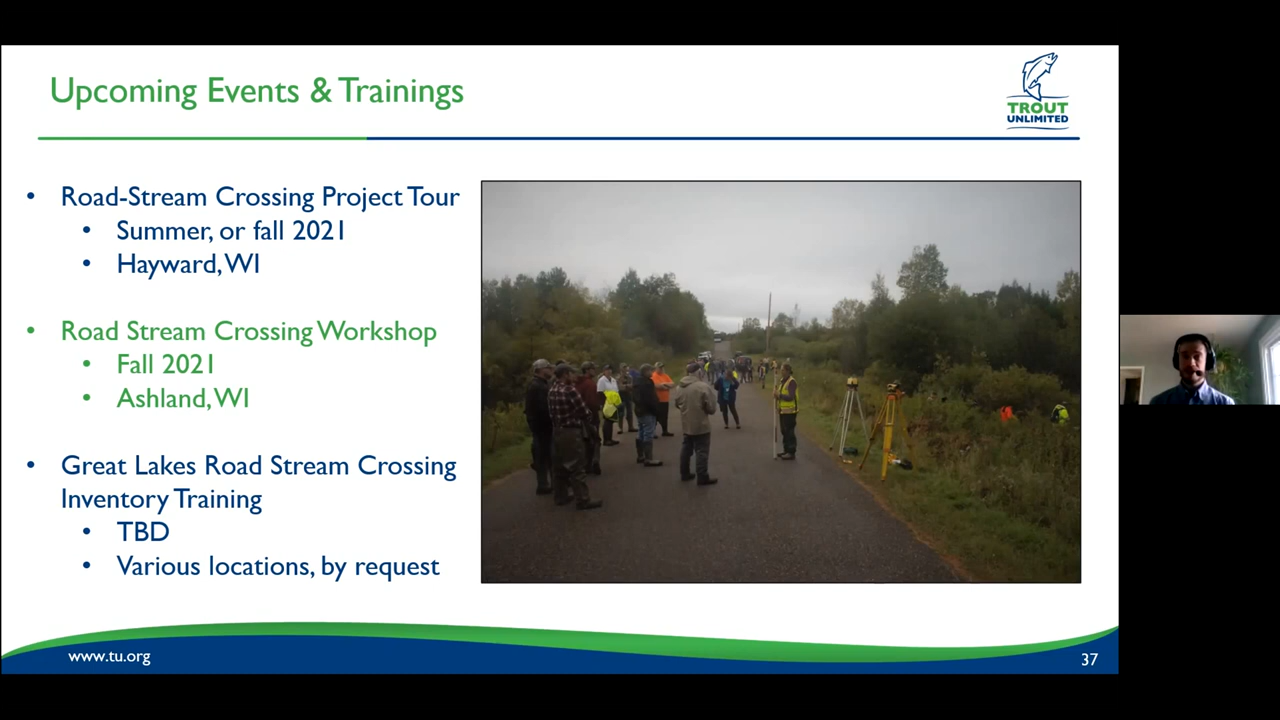 Upcoming Events & Trainings
TROUT
UNLIMITED
• Road-Stream Crossing Project Tour
• Summer, or fall 2021
• Hayward, WI
• Road Stream Crossing Workshop
• Fall 2021
• Ashland, WI
• Great Lakes Road Stream Crossing
Inventory Training
• TBD
• Various locations, by request
www.tu.org
37